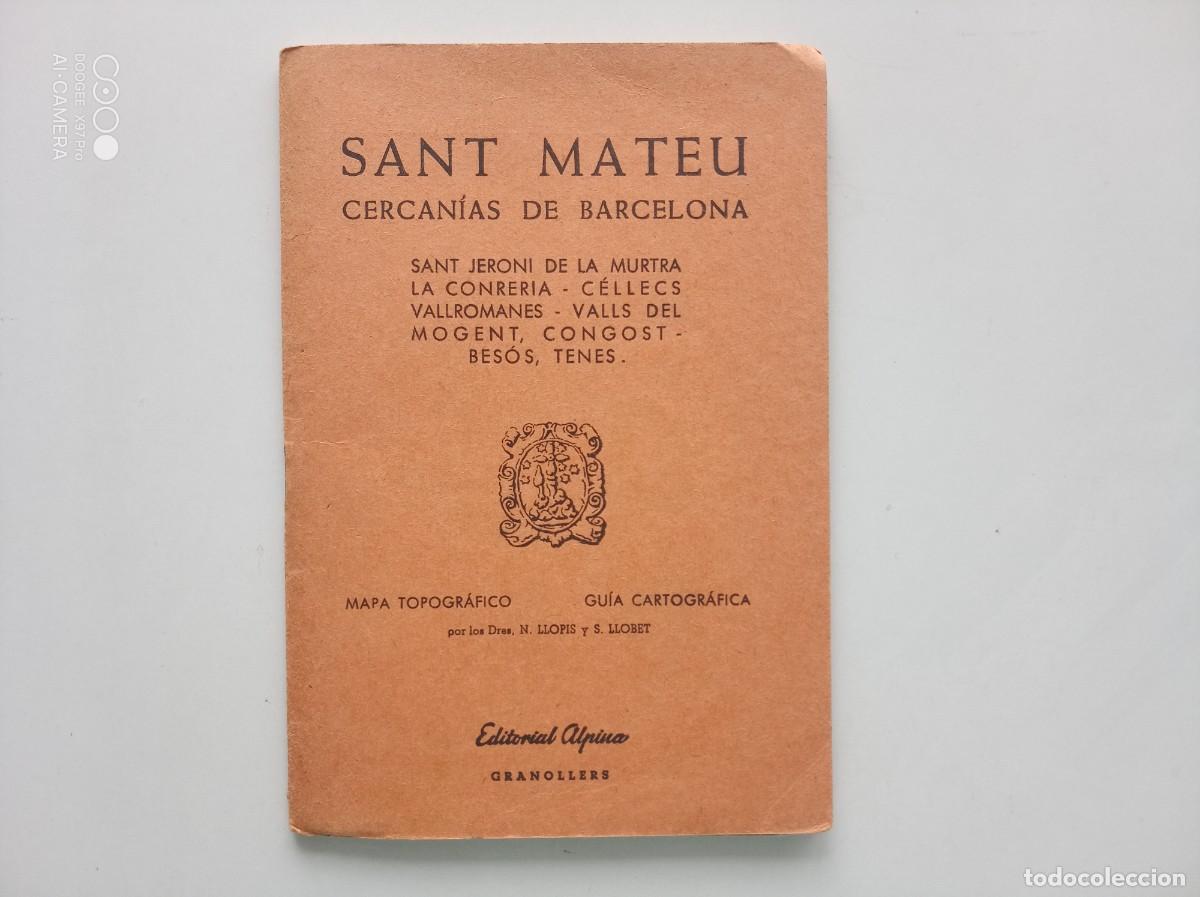 SANT MATEU
CERCANÍAS DE BARCELONA
SANT JERONI DE LA MURTRA
LA CONRERIA - CÉLLECS
VALLROMANES - VALLS DEL
MOGENT, CONGOST -
BESÓS, TENES.
MAPA TOPOGRÁFICO GUÍA CARTOGRÁFICA
por los Dres, N. LLOPIS y S. LLOBET
Editorial Alpina
GRANOLLERS
DOOGEE X97Pro
AI·CAMERA
todocoleccion